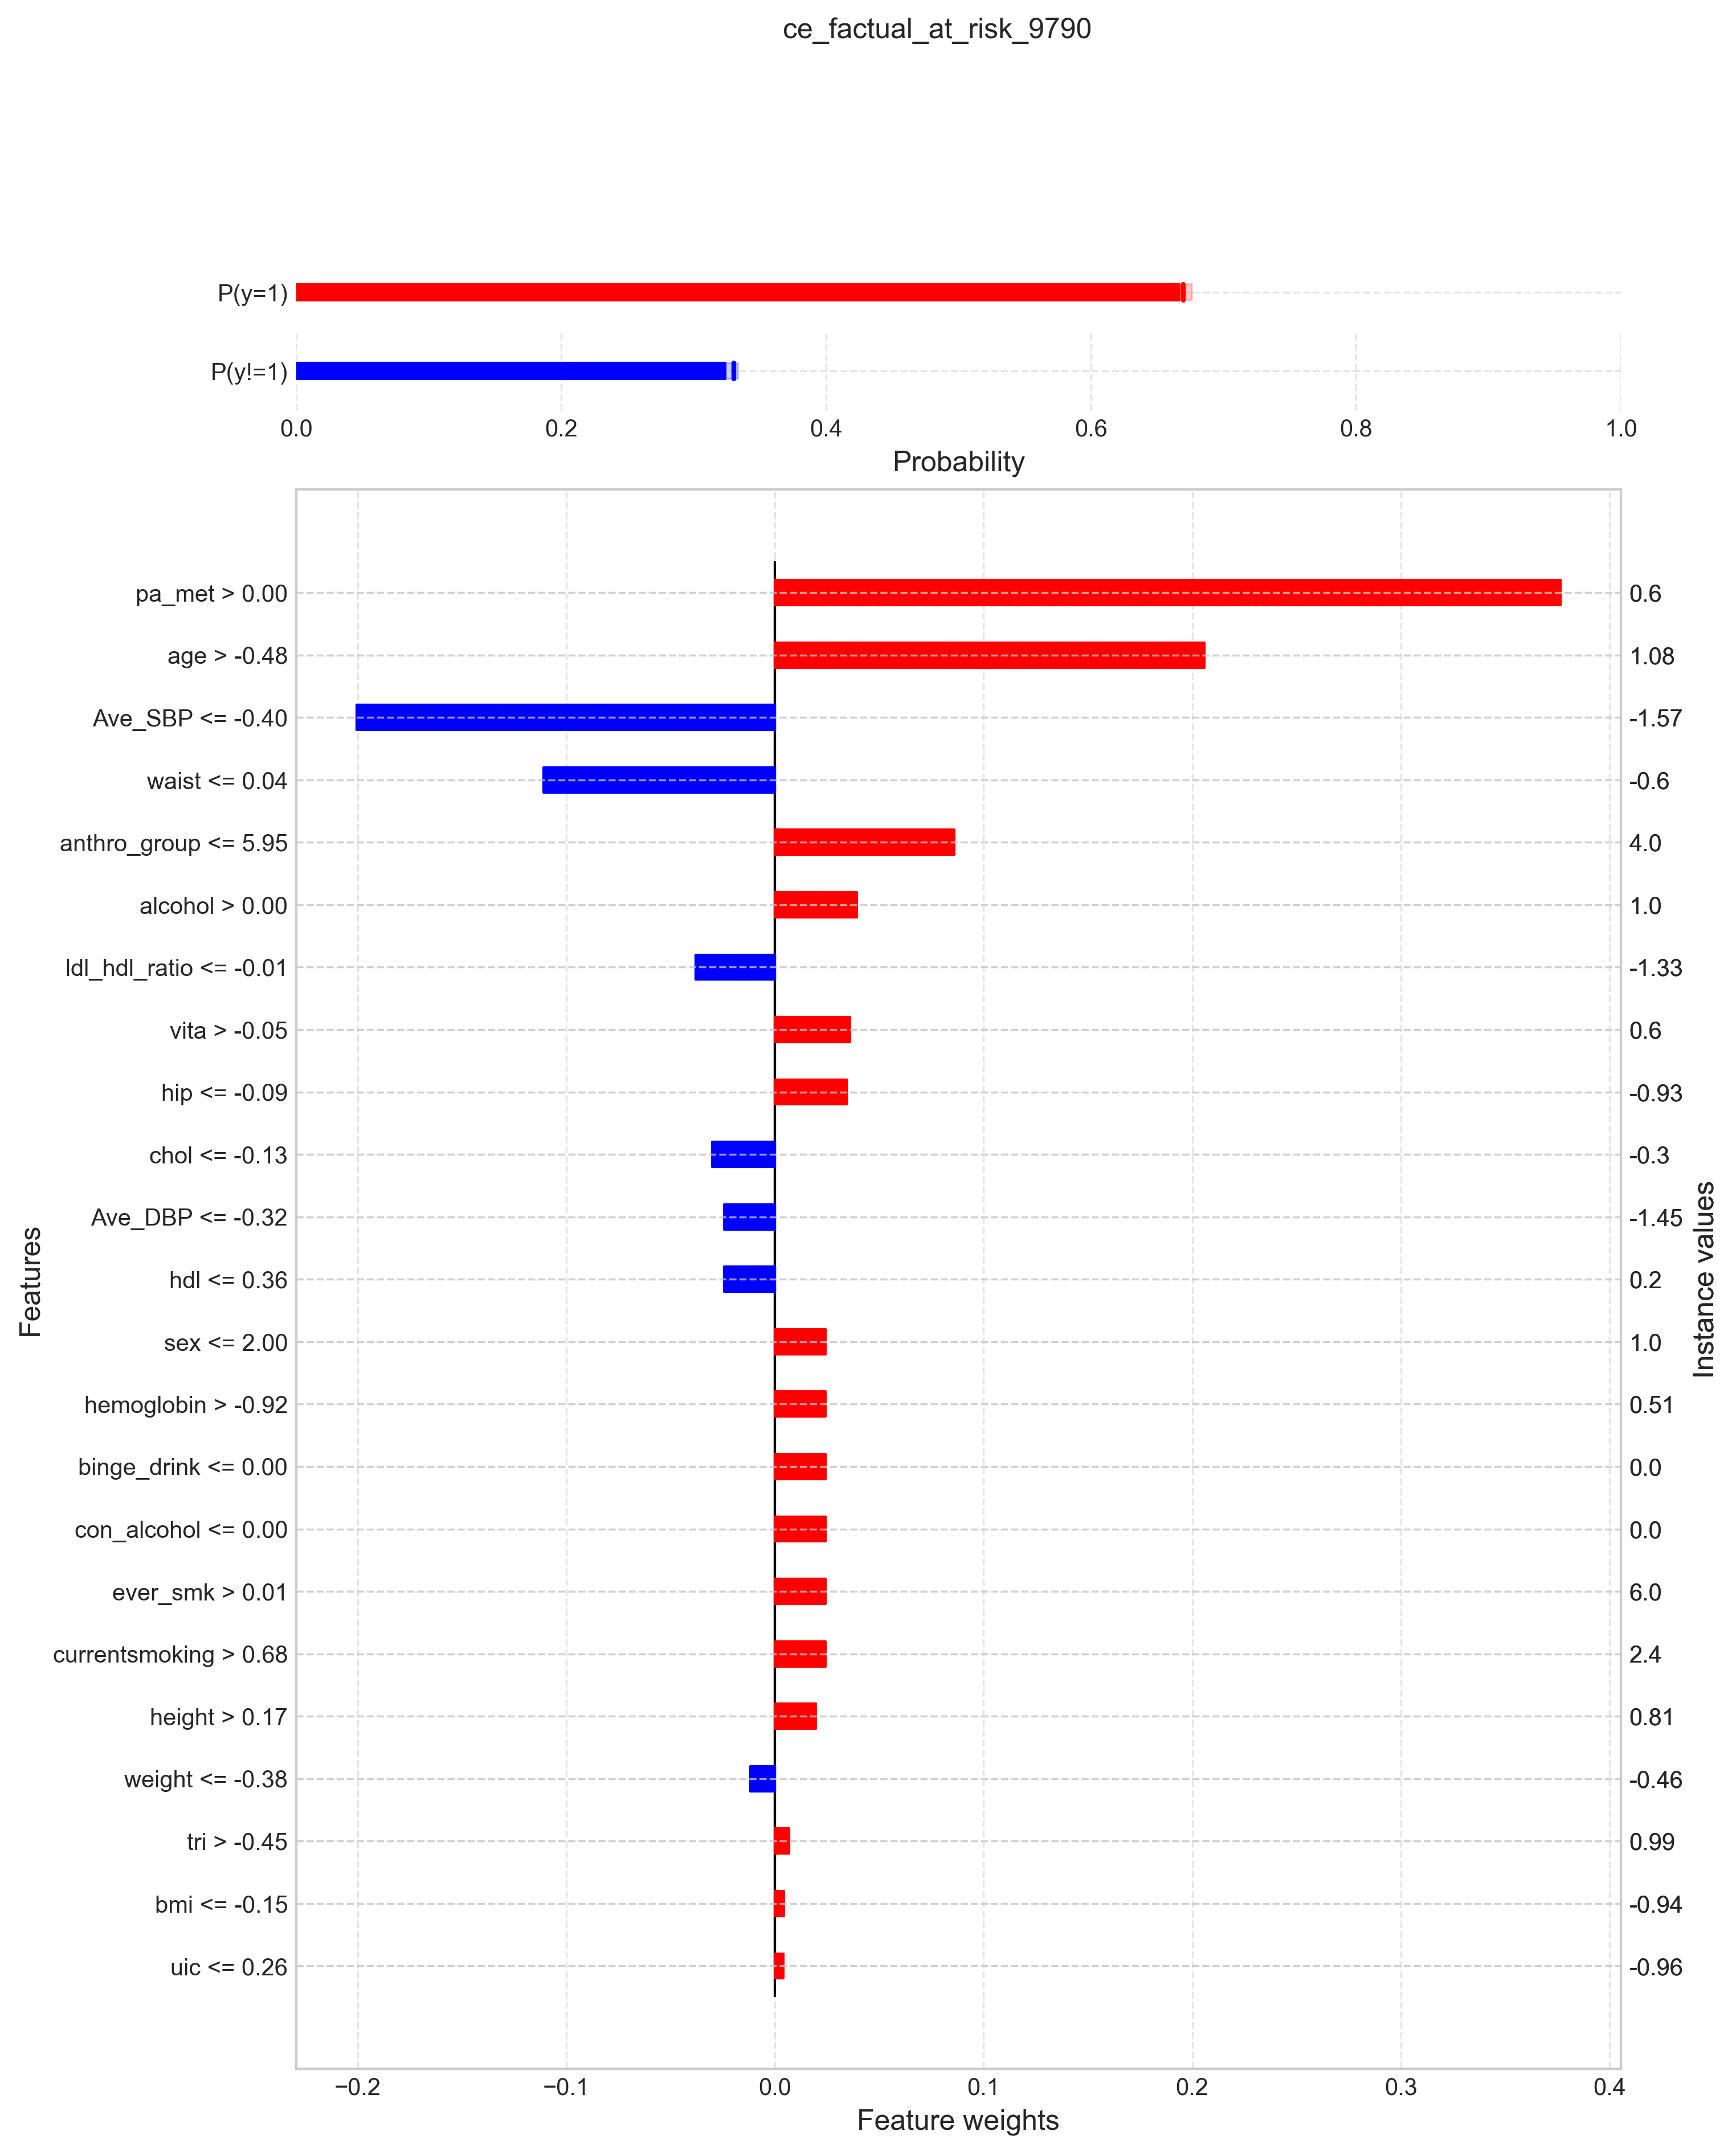 ce_factual_at_risk_9790
P(y=1)
P(y!=1)
0.0 0.2 0.4 0.6 0.8 1.0
Probability
pa_met > 0.00 0.6
age > -0.48 1.08
Ave_SBP <= -0.40 -1.57
waist <= 0.04 -0.6
anthro_group <= 5.95 4.0
alcohol > 0.00 1.0
ldl_hdl_ratio <= -0.01 -1.33
vita > -0.05 0.6
hip <= -0.09 -0.93
chol <= -0.13 -0.3
Ave_DBP <= -0.32 -1.45
hdl <= 0.36 0.2
sex <= 2.00 1.0
hemoglobin > -0.92 0.51
binge_drink <= 0.00 0.0
con_alcohol <= 0.00 0.0
ever_smk > 0.01 6.0
currentsmoking > 0.68 2.4
height > 0.17 0.81
weight <= -0.38 -0.46
tri > -0.45 0.99
bmi <= -0.15 -0.94
uic <= 0.26 -0.96
Features
Instance values
−0.2 −0.1 0.0 0.1 0.2 0.3 0.4
Feature weights